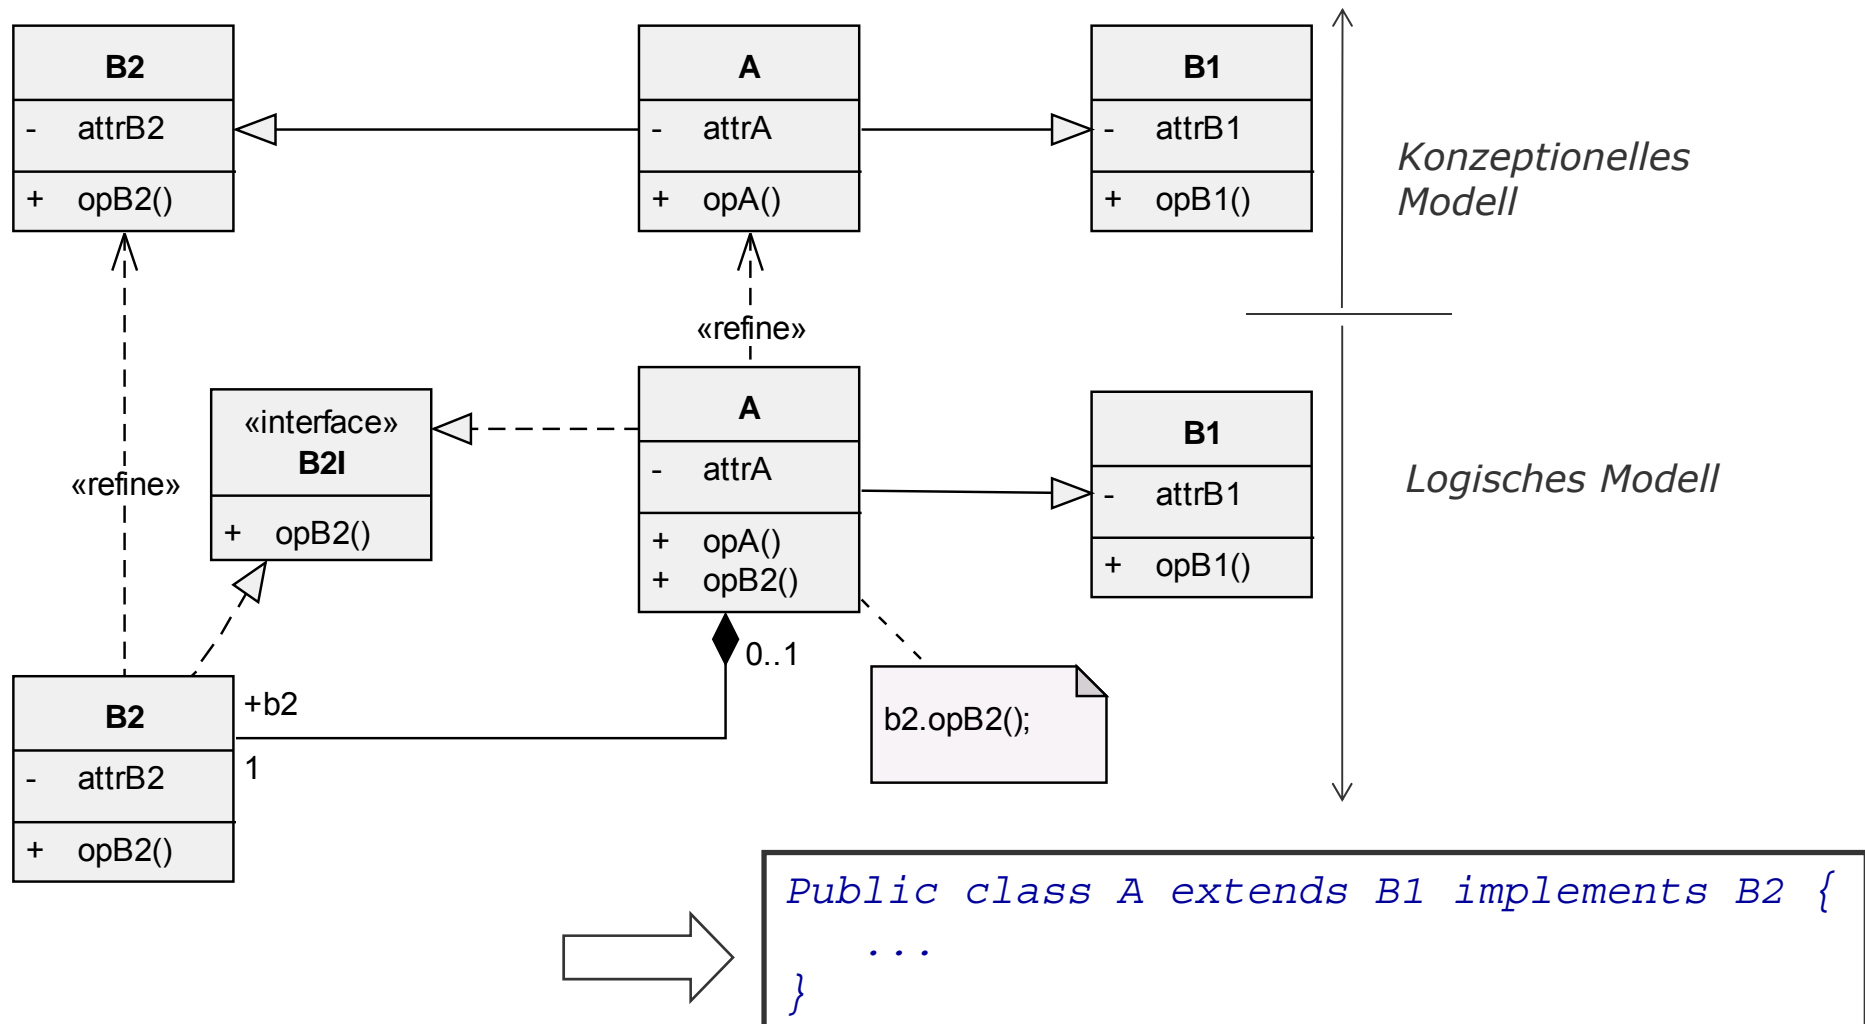 B2
- attrB2
+ opB2()
A
- attrA
+ opA()
B1
- attrB1
+ opB1()
Konzeptionelles
Modell
«refine»
«refine»
«interface»
B2I
+ opB2()
A
- attrA
+ opA()
+ opB2()
B1
- attrB1
+ opB1()
Logisches Modell
0..1
+b2
1
B2
- attrB2
+ opB2()
b2.opB2();
Public class A extends B1 implements B2 {
...
}